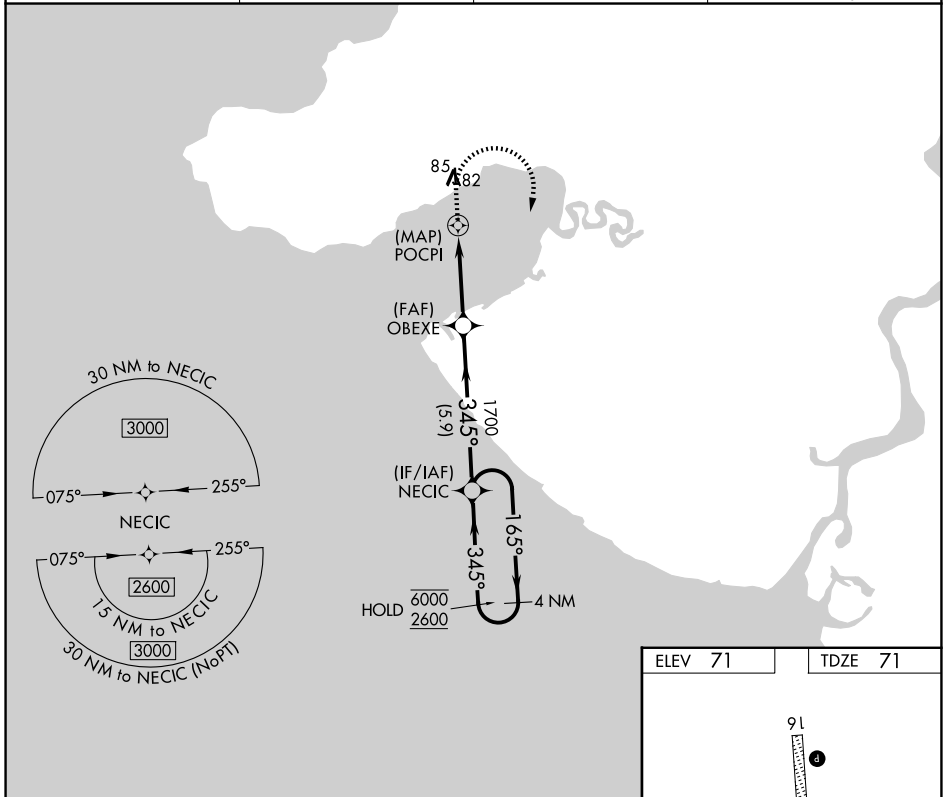 85
82
(MAP)
POCPI
(FAF)
OBEXE
1700
345°
(5.9)
(IF/IAF)
NECIC
165°
345°
HOLD
6000
2600
4 NM
30 NM to NECIC
3000
075°
255°
NECIC
075°
255°
2600
15 NM to NECIC
3000
30 NM to NECIC (NoPT)
ELEV 71
TDZE 71
16
P